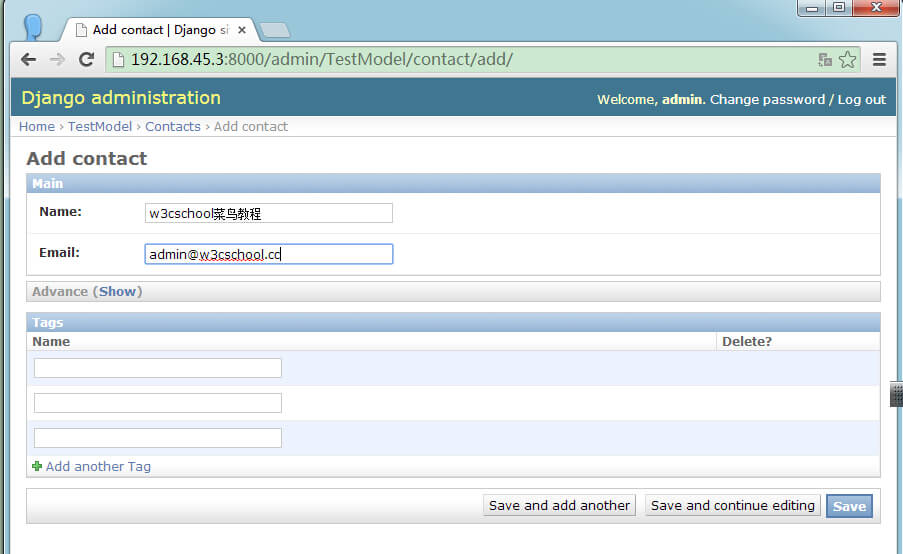 Add contact | Django si
192.168.45.3:8000/admin/TestModel/contact/add/
Django administration
Welcome, admin. Change password / Log out
Home › TestModel › Contacts › Add contact
Add contact
Main
Name: w3cschool菜鸟教程
Email: admin@w3cschool.cc
Advance (Show)
Tags
Name Delete?
Add another Tag
Save and add another Save and continue editing Save